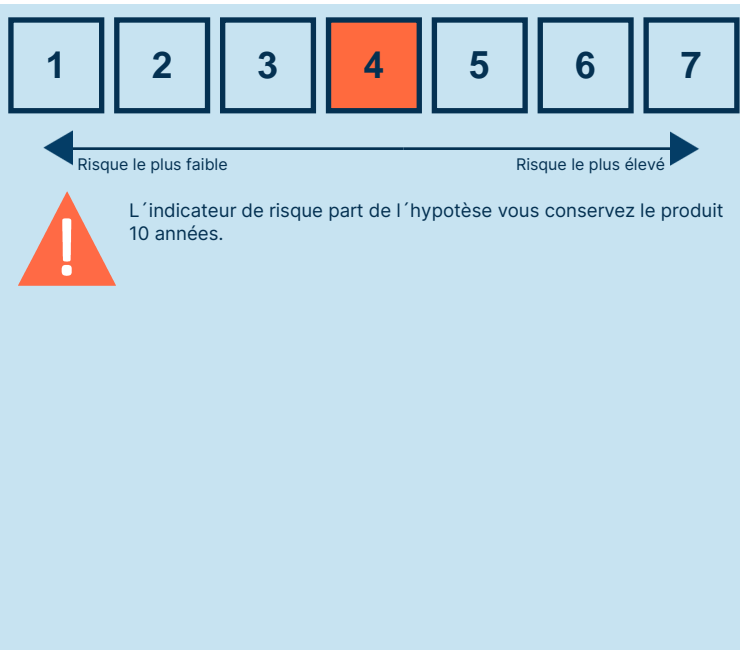 1 2 3 4 5 6 7
Risque le plus faible Risque le plus élevé
!
L´indicateur de risque part de l´hypotèse vous conservez le produit
10 années.